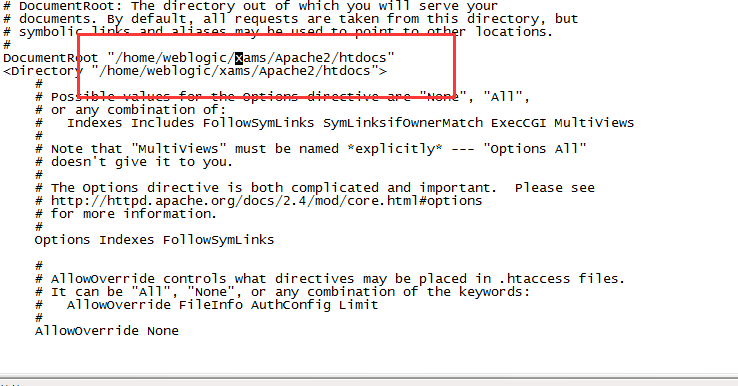 # DocumentRoot: The directory out of which you will serve your
# documents. By default, all requests are taken from this directory, but
# symbolic links and aliases may be used to point to other locations.
#
DocumentRoot "/home/weblogic/xams/Apache2/htdocs"
<Directory "/home/weblogic/xams/Apache2/htdocs">
#
# Possible values for the Options directive are "None", "All",
# or any combination of:
#   Indexes Includes FollowSymLinks SymLinksifOwnerMatch ExecCGI MultiViews
#
# Note that "MultiViews" must be named *explicitly* --- "Options All"
# doesn't give it to you.
#
# The Options directive is both complicated and important.  Please see
# http://httpd.apache.org/docs/2.4/mod/core.html#options
# for more information.
#
Options Indexes FollowSymLinks
#
# AllowOverride controls what directives may be placed in .htaccess files.
# It can be "All", "None", or any combination of the keywords:
#   AllowOverride FileInfo AuthConfig Limit
#
AllowOverride None